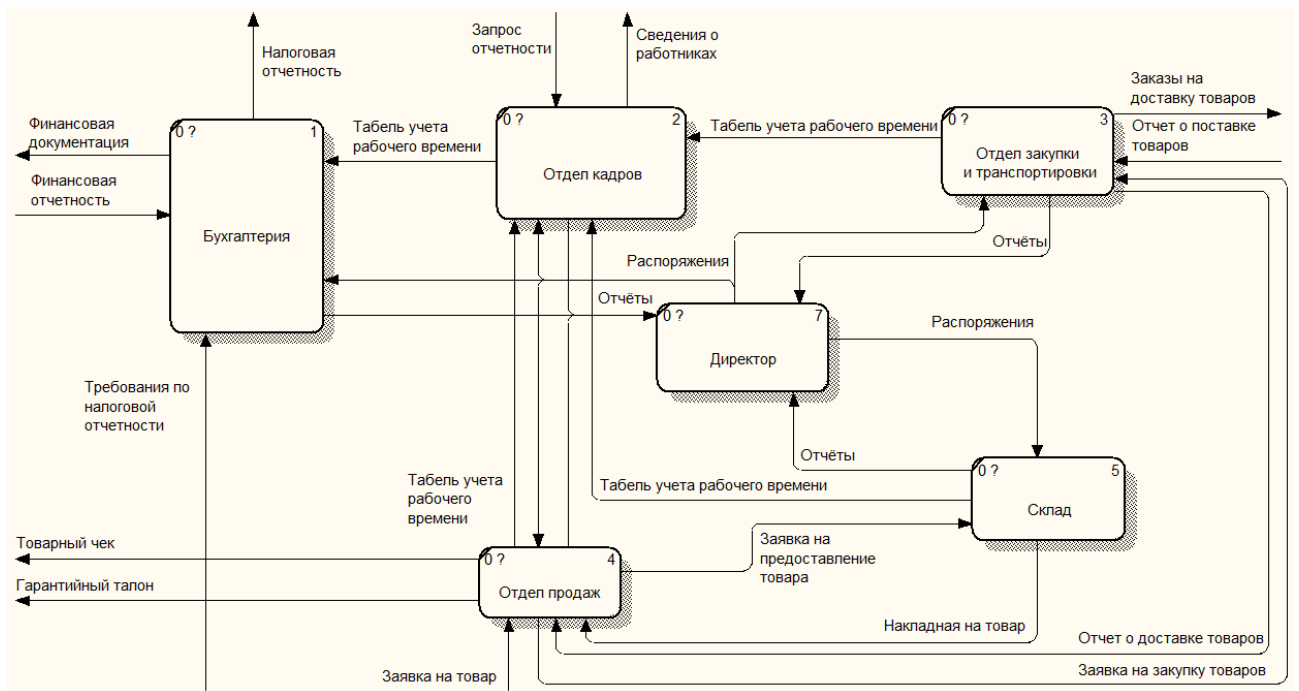 Налоговая
отчетность
Запрос
отчетности
Сведения о
работниках
Заказы на
доставку товаров
Финансовая
документация
Финансовая
отчетность
0 ? 1
Бухгалтерия
Табель учета
рабочего времени
0 ? 2
Отдел кадров
Табель учета рабочего времени
0 ? 3
Отдел закупки
и транспортировки
Отчет о поставке
товаров
Распоряжения
Отчёты
Отчёты
0 ? 7
Директор
Распоряжения
Требования по
налоговой
отчетности
Отчёты
Табель учета
рабочего
времени
Табель учета рабочего времени
0 ? 5
Склад
Товарный чек
Гарантийный талон
0 ? 4
Отдел продаж
Заявка на
предоставление
товара
Накладная на товар
Отчет о доставке товаров
Заявка на товар
Заявка на закупку товаров